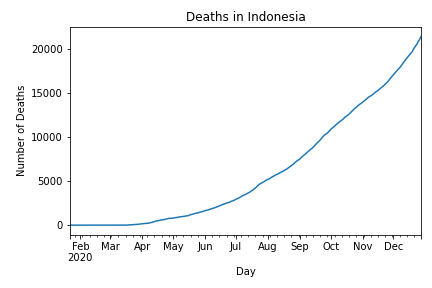 Deaths in Indonesia
Number of Deaths
20000
15000
10000
5000
0
Feb Mar Apr May Jun Jul Aug Sep Oct Nov Dec
2020
Day